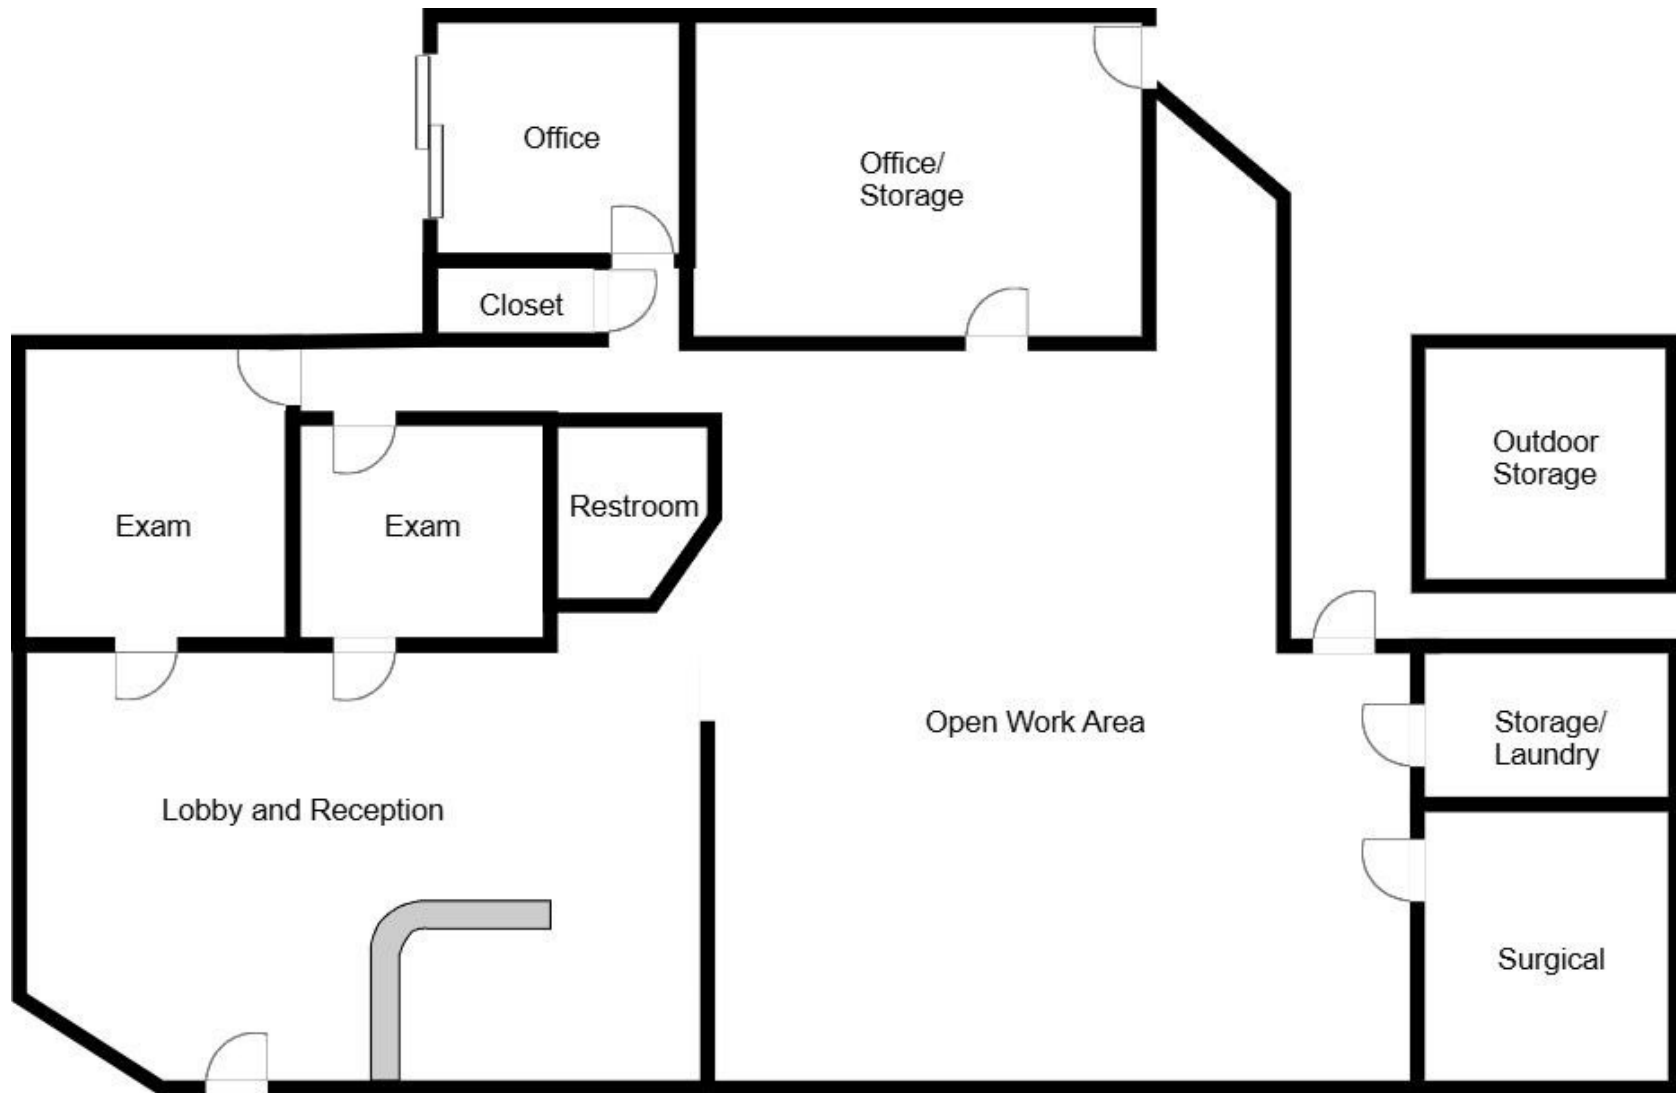 Office
Office/
Storage
Closet
Outdoor
Storage
Exam
Exam
Restroom
Open Work Area
Storage/
Laundry
Lobby and Reception
Surgical